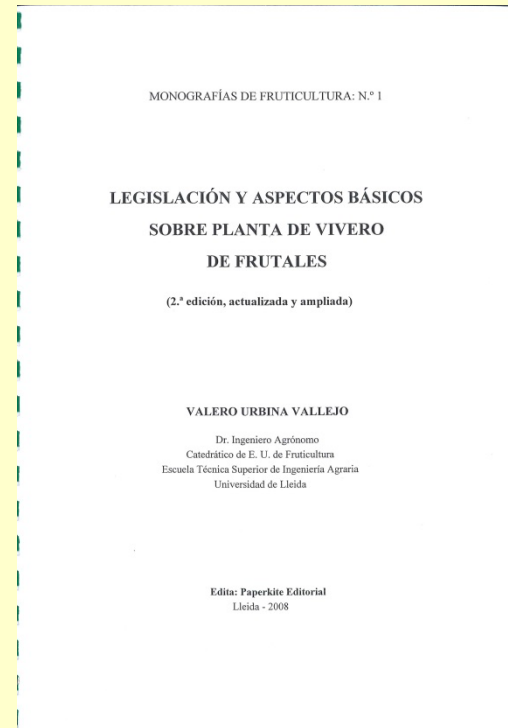 MONOGRAFÍAS DE FRUTICULTURA: N.º 1
LEGISLACIÓN Y ASPECTOS BÁSICOS
SOBRE PLANTA DE VIVERO
DE FRUTALES
(2.ª edición, actualizada y ampliada)
VALERO URBINA VALLEJO
Dr. Ingeniero Agrónomo
Catedrático de E. U. de Fruticultura
Escuela Técnica Superior de Ingeniería Agraria
Universidad de Lleida
Edita: Paperkite Editorial
Lleida - 2008